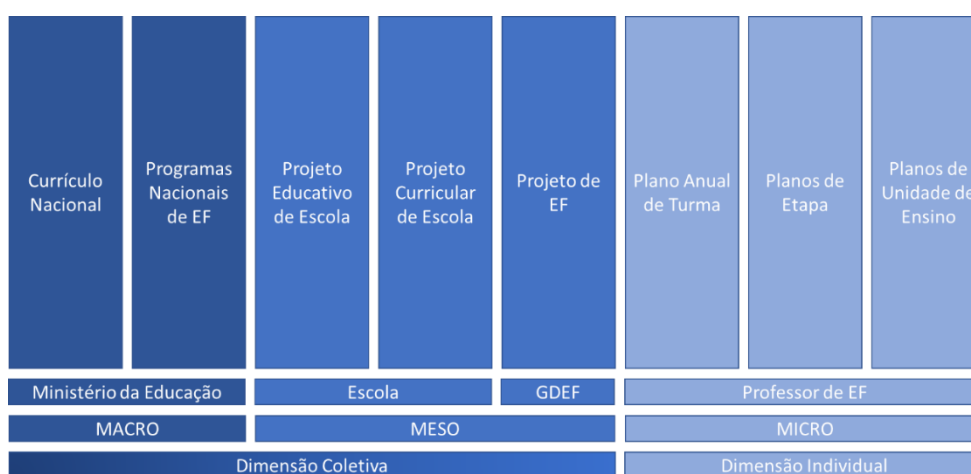 Currículo
Nacional
Programas
Nacionais
de EF
Projeto
Educativo
de Escola
Projeto
Curricular
de Escola
Projeto de
EF
Plano Anual
de Turma
Planos de
Etapa
Planos de
Unidade de
Ensino
Ministério da Educação
Escola
GDEF
Professor de EF
MACRO
MESO
MICRO
Dimensão Coletiva
Dimensão Individual